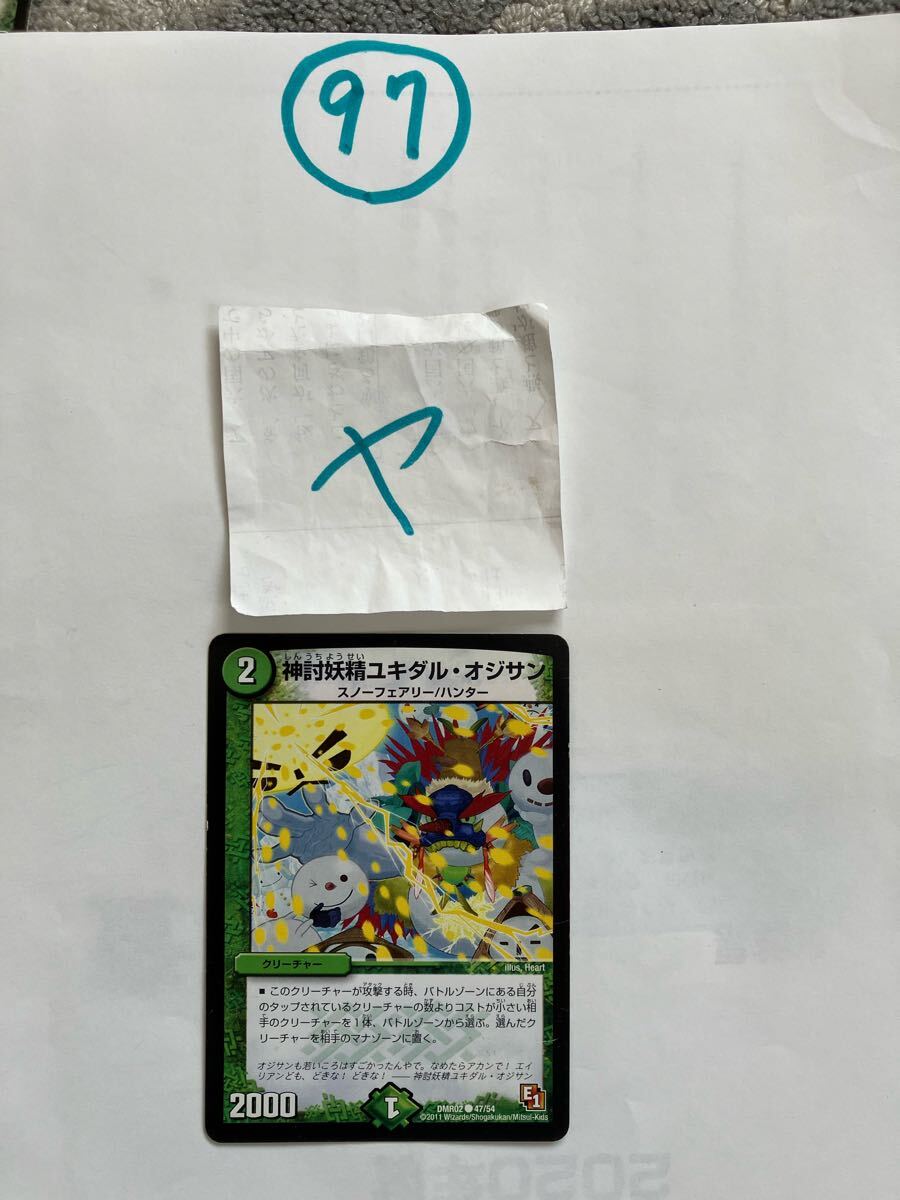 97
ヤ
2
しんうちようせい
神討妖精ユキダル・オジサン
スノーフェアリー/ハンター
クリーチャー
illus. Heart
■ このクリーチャーが攻撃する時、バトルゾーンにある自分
のタップされているクリーチャーの数よりコストが小さい相
手のクリーチャーを1体、バトルゾーンから選ぶ。選んだク
リーチャーを相手のマナゾーンに置く。
オジサンも若いころはすごかったんやで。なめたらアカンで! エイ
リアンども、どきな! どきな! ―― 神討妖精ユキダル・オジサン
2000
1
E1
DMR02 ● 47/54
©2011 Wizards/Shogakukan/Mitsui-Kids